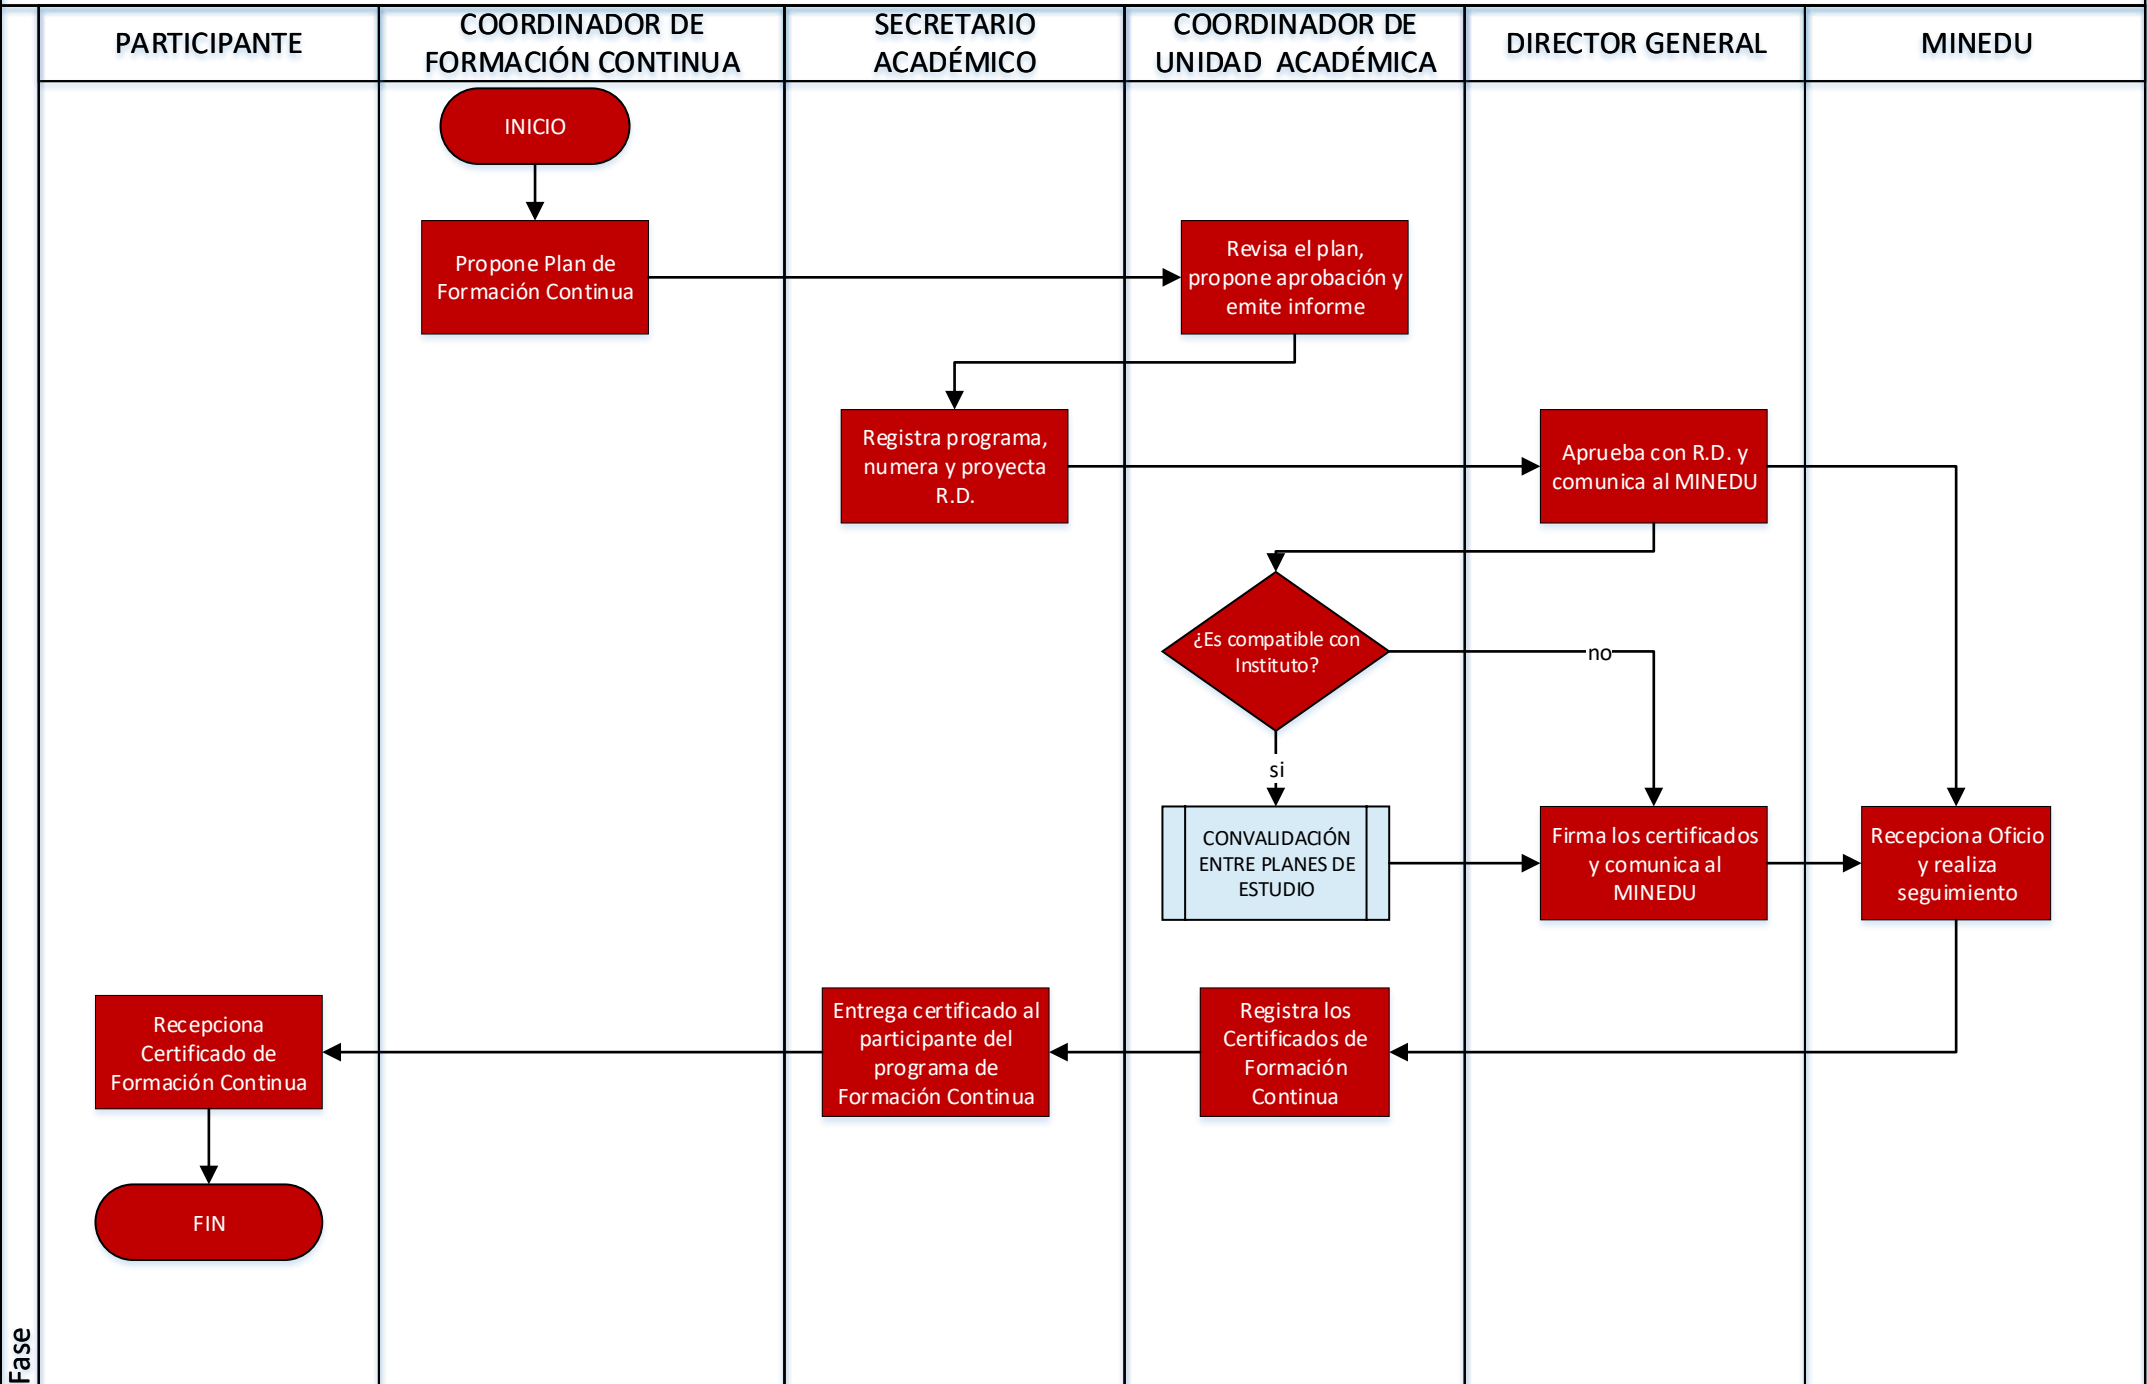 PARTICIPANTE
COORDINADOR DE
FORMACIÓN CONTINUA
SECRETARIO
ACADÉMICO
COORDINADOR DE
UNIDAD ACADÉMICA
DIRECTOR GENERAL
MINEDU
INICIO
Propone Plan de
Formación Continua
Revisa el plan,
propone aprobación y
emite informe
Registra programa,
numera y proyecta
R.D.
Aprueba con R.D. y
comunica al MINEDU
¿Es compatible con
Instituto?
no
si
CONVALIDACIÓN
ENTRE PLANES DE
ESTUDIO
Firma los certificados
y comunica al
MINEDU
Recepciona Oficio
y realiza
seguimiento
Recepciona
Certificado de
Formación Continua
Entrega certificado al
participante del
programa de
Formación Continua
Registra los
Certificados de
Formación
Continua
FIN
Fase